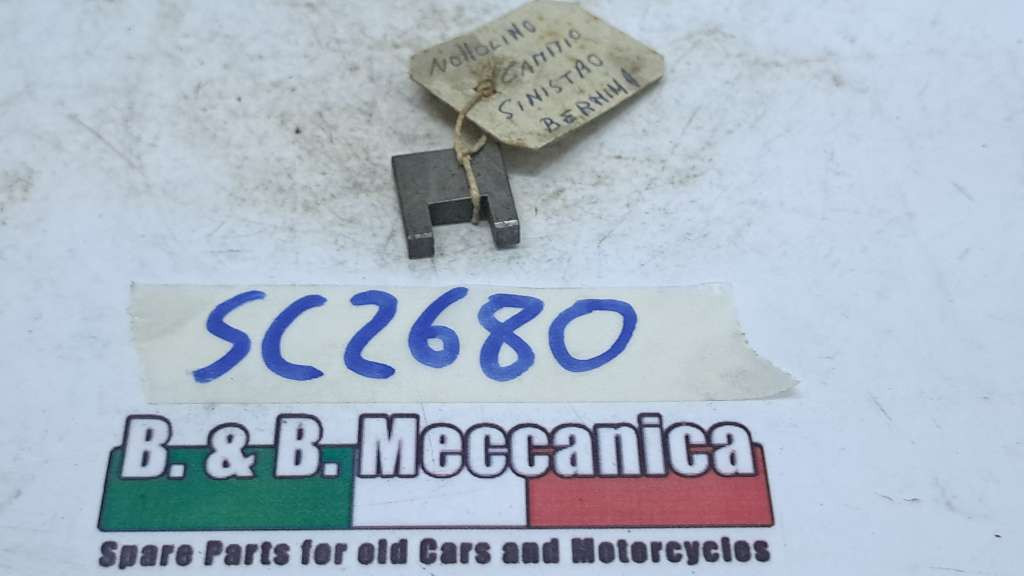 NOTTOLINO
CAMBIO
SINISTRO
BERNINA
SC2680
B. & B. Meccanica
Spare Parts for old Cars and Motorcycles